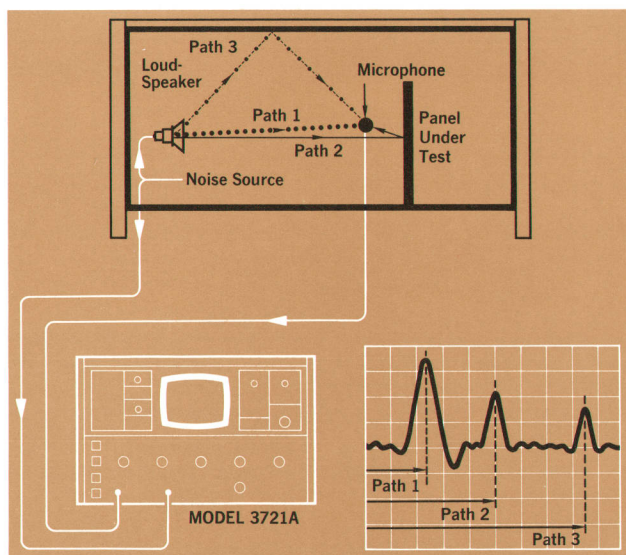 Path 3
Loud-
Speaker
Microphone
Path 1
Panel
Under
Test
Path 2
Noise Source
MODEL 3721A
Path 1
Path 2
Path 3